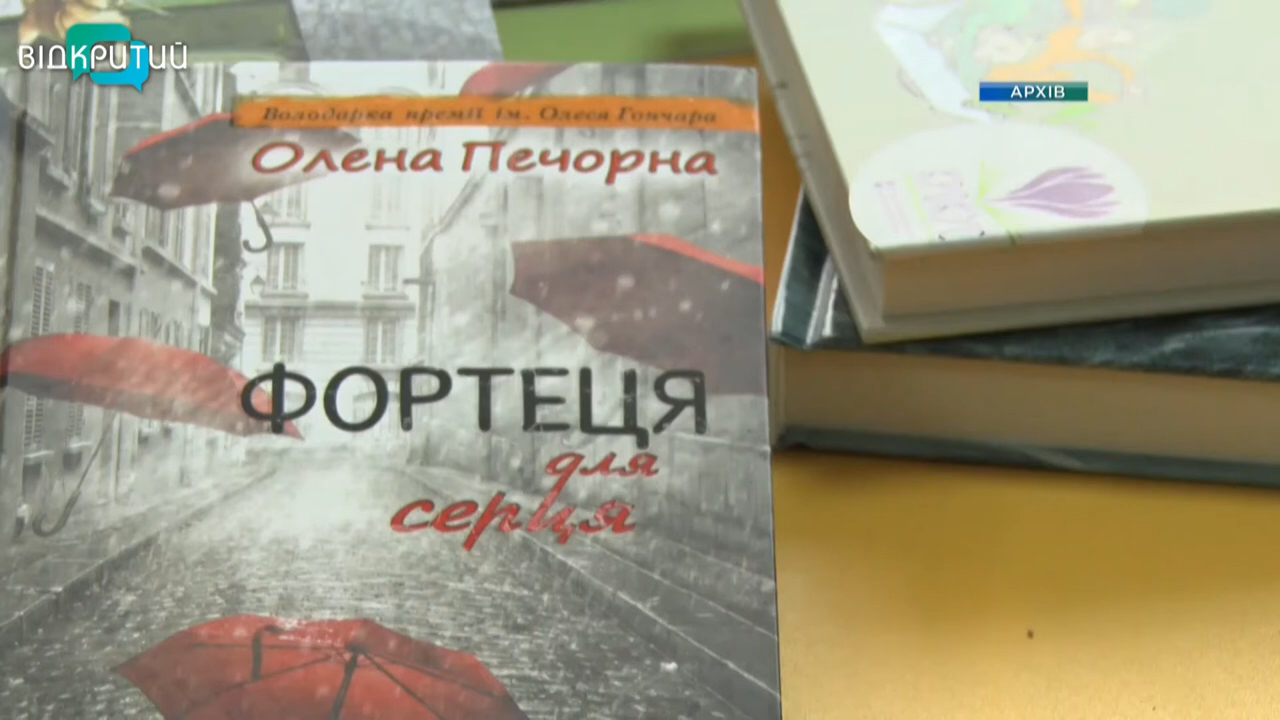 ВІДКРИТИЙ
АРХІВ
Володарка премії ім. Олеся Гончара
Олена Печорна
ФОРТЕЦЯ
для
серця